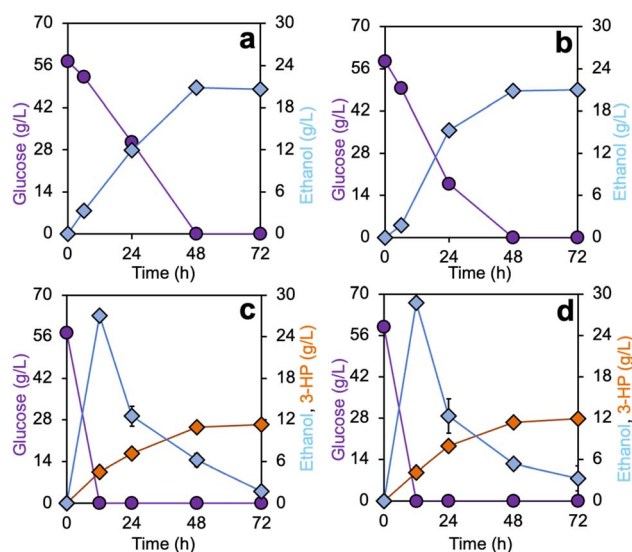 a
70
56
42
28
14
0
Glucose (g/L)
30
24
18
12
6
0
Ethanol (g/L)
0 24 48 72
Time (h)
b
70
56
42
28
14
0
Glucose (g/L)
30
24
18
12
6
0
Ethanol (g/L)
0 24 48 72
Time (h)
c
70
56
42
28
14
0
Glucose (g/L)
30
24
18
12
6
0
Ethanol, 3-HP (g/L)
0 24 48 72
Time (h)
d
70
56
42
28
14
0
Glucose (g/L)
30
24
18
12
6
0
Ethanol, 3-HP (g/L)
0 24 48 72
Time (h)